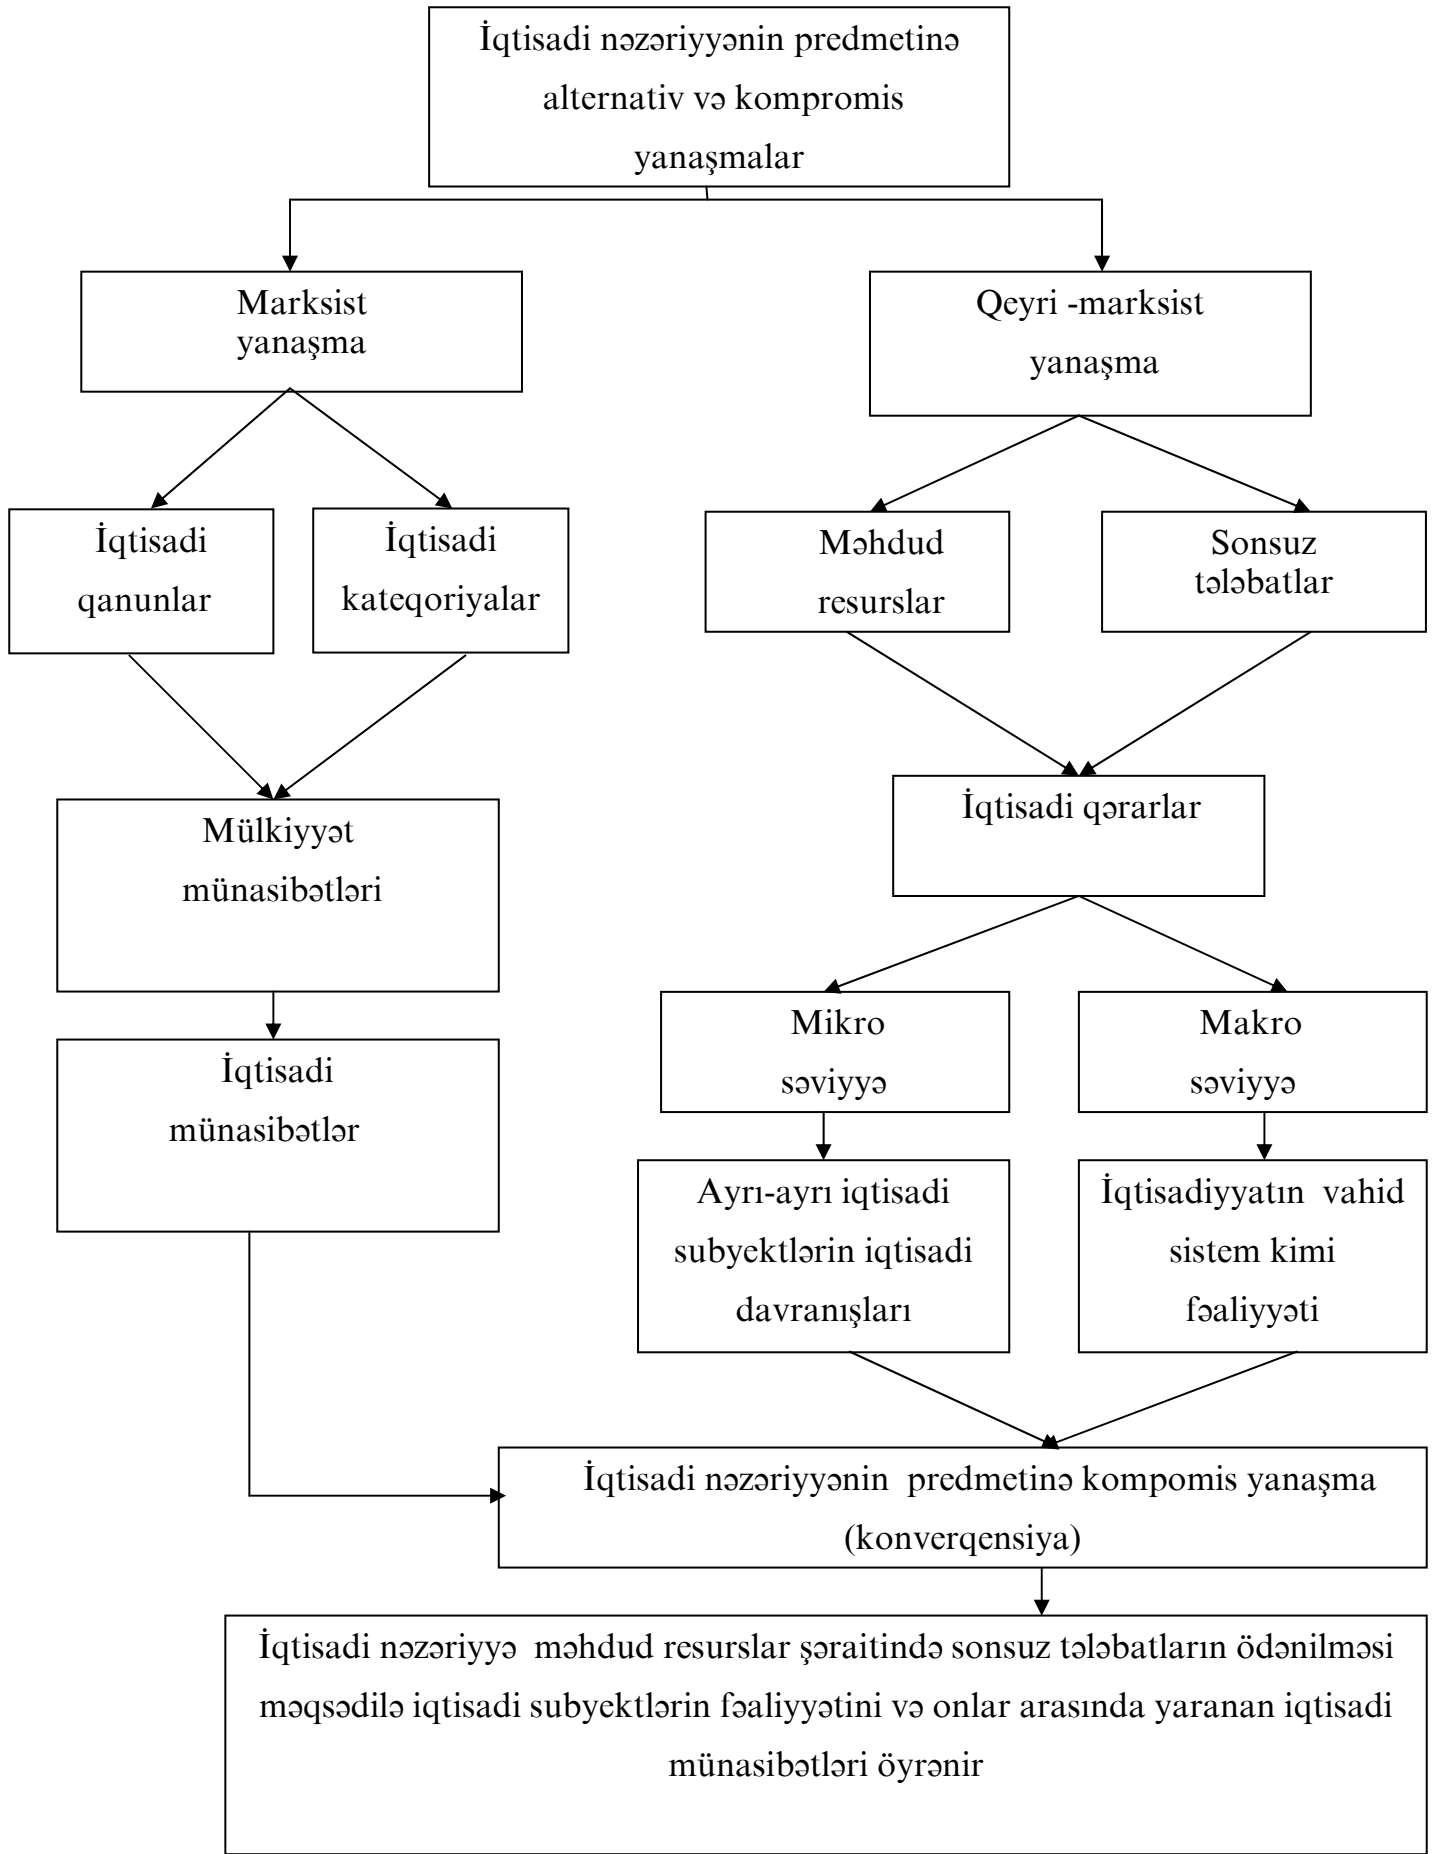 İqtisadi nəzəriyyənin predmetinə
alternativ və kompromis
yanaşmalar
Marksist
yanaşma
Qeyri -marksist
yanaşma
İqtisadi
qanunlar
İqtisadi
kateqoriyalar
Məhdud
resurslar
Sonsuz
tələbatlar
Mülkiyyət
münasibətləri
İqtisadi qərarlar
İqtisadi
münasibətlər
Mikro
səviyyə
Makro
səviyyə
Ayrı-ayrı iqtisadi
subyektlərin iqtisadi
davranışları
İqtisadiyyatın vahid
sistem kimi
fəaliyyəti
İqtisadi nəzəriyyənin predmetinə kompomis yanaşma
(konverqensiya)
İqtisadi nəzəriyyə məhdud resurslar şəraitində sonsuz tələbatların ödənilməsi
məqsədilə iqtisadi subyektlərin fəaliyyətini və onlar arasında yaranan iqtisadi
münasibətləri öyrənir